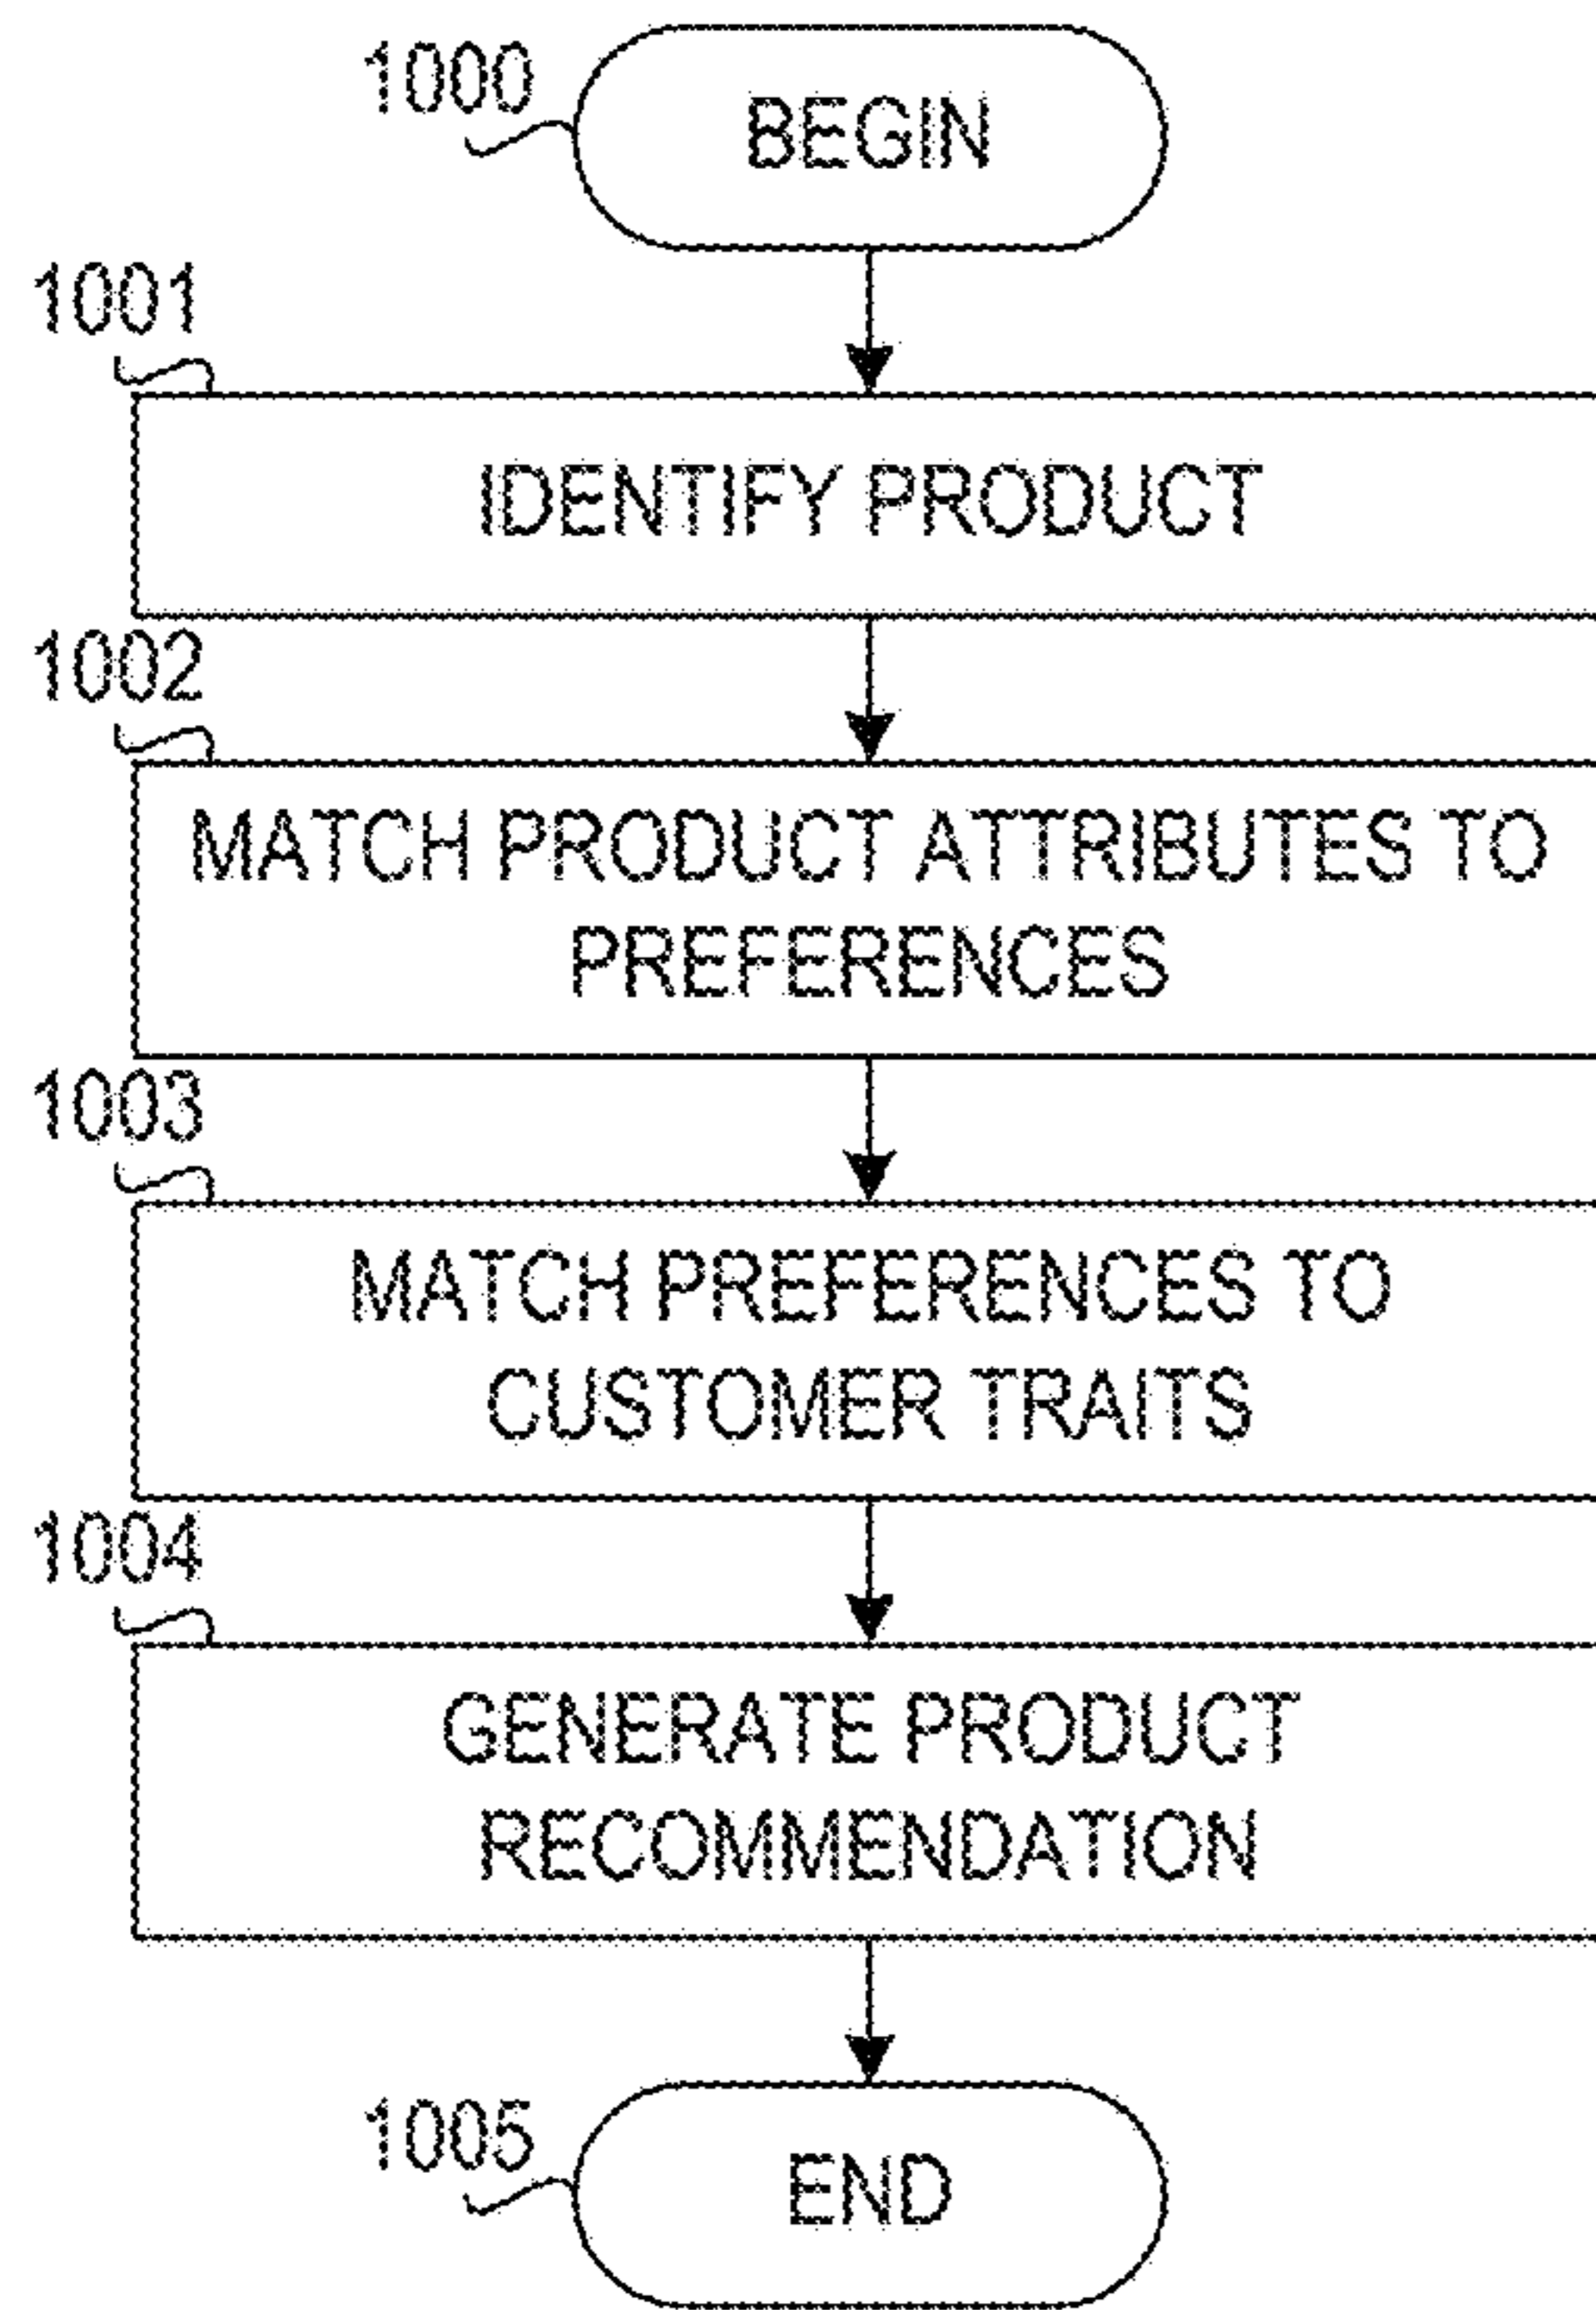 1000
BEGIN
1001
IDENTIFY PRODUCT
1002
MATCH PRODUCT ATTRIBUTES TO
PREFERENCES
1003
MATCH PREFERENCES TO
CUSTOMER TRAITS
1004
GENERATE PRODUCT
RECOMMENDATION
1005
END